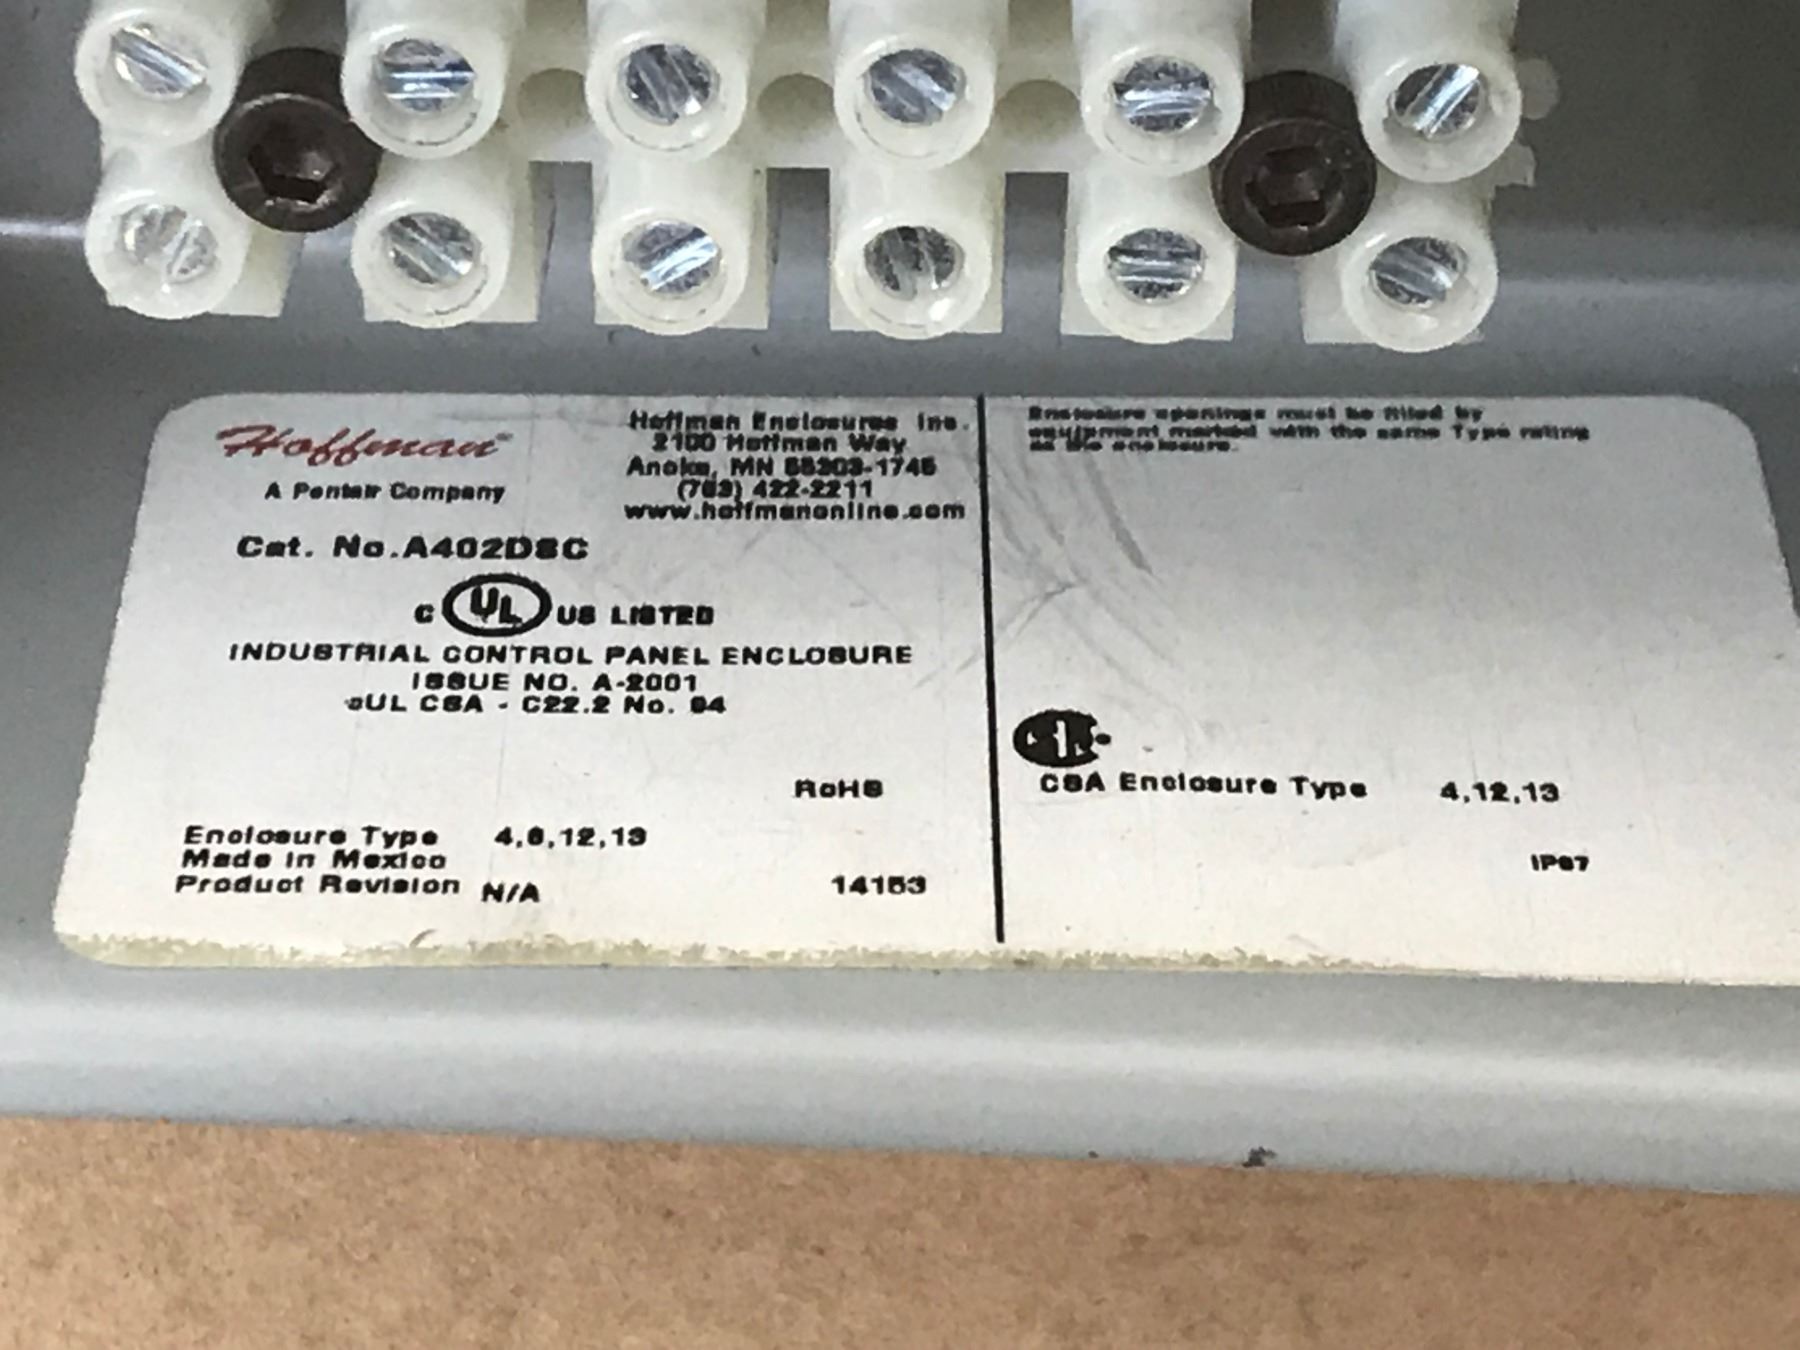 Hoffman
A Pentair Company
Hoffman Enclosures Inc.
2100 Hoffman Way
Anoka, MN 55303-1745
(763) 422-2211
www.hoffmanonline.com
Cat. No.A402DSC
C UL US LISTED
INDUSTRIAL CONTROL PANEL ENCLOSURE
ISSUE NO. A-2001
cUL CSA - C22.2 No. 94
RoHS
Enclosure Type 4,6,12,13
Made in Mexico
Product Revision N/A
14153
Enclosure openings must be filled by
equipment marked with the same Type rating
as the enclosure.
CSA Enclosure Type 4,12,13
IP67